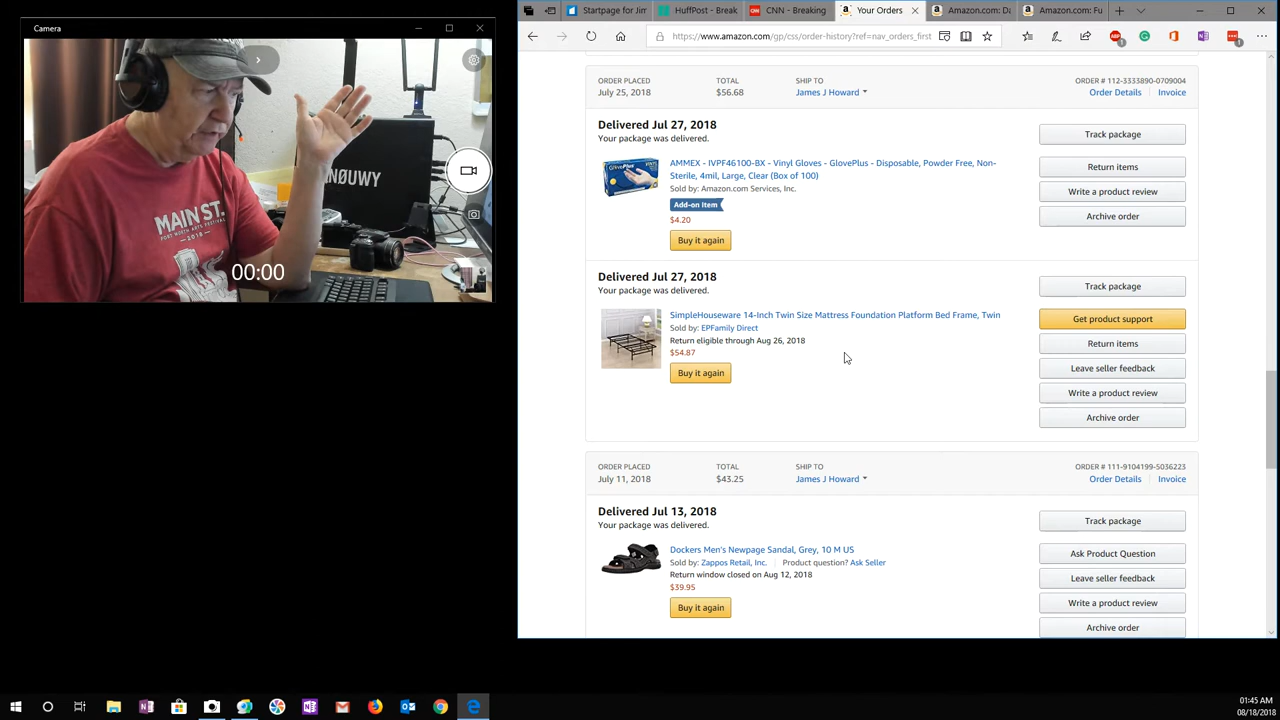 Camera
MAIN ST.
FORT WORTH ARTS FESTIVAL
2018
NØUWY
00:00
Startpage for Jim
HuffPost - Break
CNN - Breaking
Your Orders
Amazon.com: Da
Amazon.com: Fu
https://www.amazon.com/gp/css/order-history?ref=nav_orders_first
ORDER PLACED
July 25, 2018
TOTAL
$56.68
SHIP TO
James J Howard
ORDER # 112-3333890-0709004
Order Details
Invoice
Delivered Jul 27, 2018
Your package was delivered.
AMMEX - IVPF46100-BX - Vinyl Gloves - GlovePlus - Disposable, Powder Free, Non-
Sterile, 4mil, Large, Clear (Box of 100)
Sold by: Amazon.com Services, Inc.
Add-on Item
$4.20
Buy it again
Track package
Return items
Write a product review
Archive order
Delivered Jul 27, 2018
Your package was delivered.
SimpleHouseware 14-Inch Twin Size Mattress Foundation Platform Bed Frame, Twin
Sold by: EPFamily Direct
Return eligible through Aug 26, 2018
$54.87
Buy it again
Track package
Get product support
Return items
Leave seller feedback
Write a product review
Archive order
ORDER PLACED
July 11, 2018
TOTAL
$43.25
SHIP TO
James J Howard
ORDER # 111-9104199-5036223
Order Details
Invoice
Delivered Jul 13, 2018
Your package was delivered.
Dockers Men's Newpage Sandal, Grey, 10 M US
Sold by: Zappos Retail, Inc. Product question? Ask Seller
Return window closed on Aug 12, 2018
$39.95
Buy it again
Track package
Ask Product Question
Leave seller feedback
Write a product review
Archive order
01:45 AM
08/18/2018